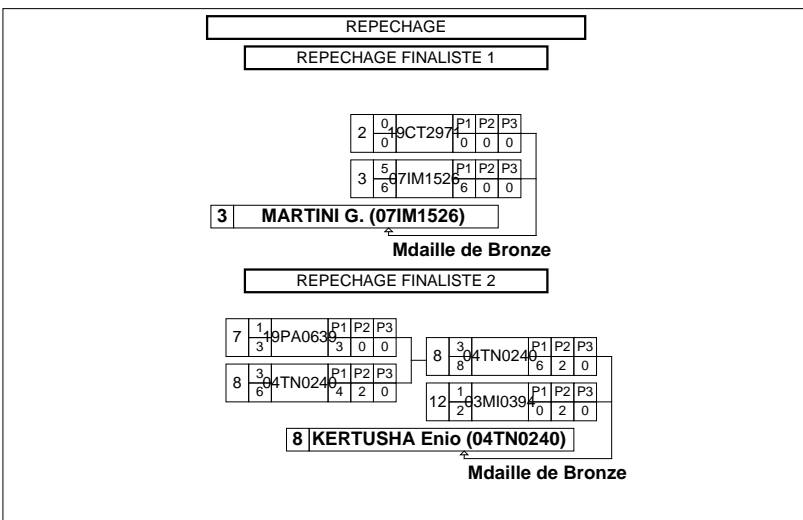 REPECHAGE
REPECHAGE FINALISTE 1
2 0 0 19CT2971 P1 P2 P3 0 0 0
3 5 6 07IM1526 P1 P2 P3 6 0 0
3 MARTINI G. (07IM1526)
Mdaille de Bronze
REPECHAGE FINALISTE 2
7 1 3 19PA0639 P1 P2 P3 3 0 0
8 3 6 04TN0240 P1 P2 P3 4 2 0
8 3 8 04TN0240 P1 P2 P3 6 2 0
12 1 2 03MI0394 P1 P2 P3 0 2 0
8 KERTUSHA Enio (04TN0240)
Mdaille de Bronze